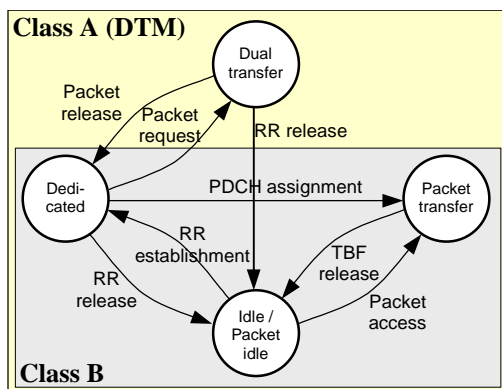 Class A (DTM)
Dual
transfer
Packet
release
Packet
request
RR release
Dedi-
cated
PDCH assignment
Packet
transfer
RR
establishment
TBF
release
RR
release
Packet
access
Idle /
Packet
idle
Class B